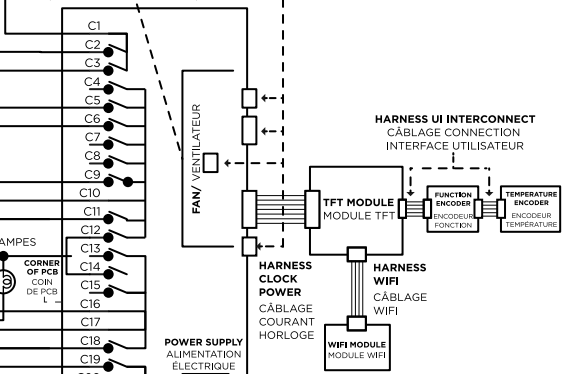 C1
C2
C3
C4
C5
C6
C7
C8
C9
C10
C11
C12
C13
C14
C15
C16
C17
C18
C19
AMPES
CORNER
OF PCB
COIN
DE PCB
L
FAN/ VENTILATEUR
POWER SUPPLY
ALIMENTATION
ÉLECTRIQUE
HARNESS
CLOCK
POWER
CÂBLAGE
COURANT
HORLOGE
TFT MODULE
MODULE TFT
HARNESS UI INTERCONNECT
CÂBLAGE CONNECTION
INTERFACE UTILISATEUR
FUNCTION
ENCODER
ENCODEUR
FONCTION
TEMPERATURE
ENCODER
ENCODEUR
TEMPÉRATURE
HARNESS
WIFI
CÂBLAGE
WIFI
WIFI MODULE
MODULE WIFI